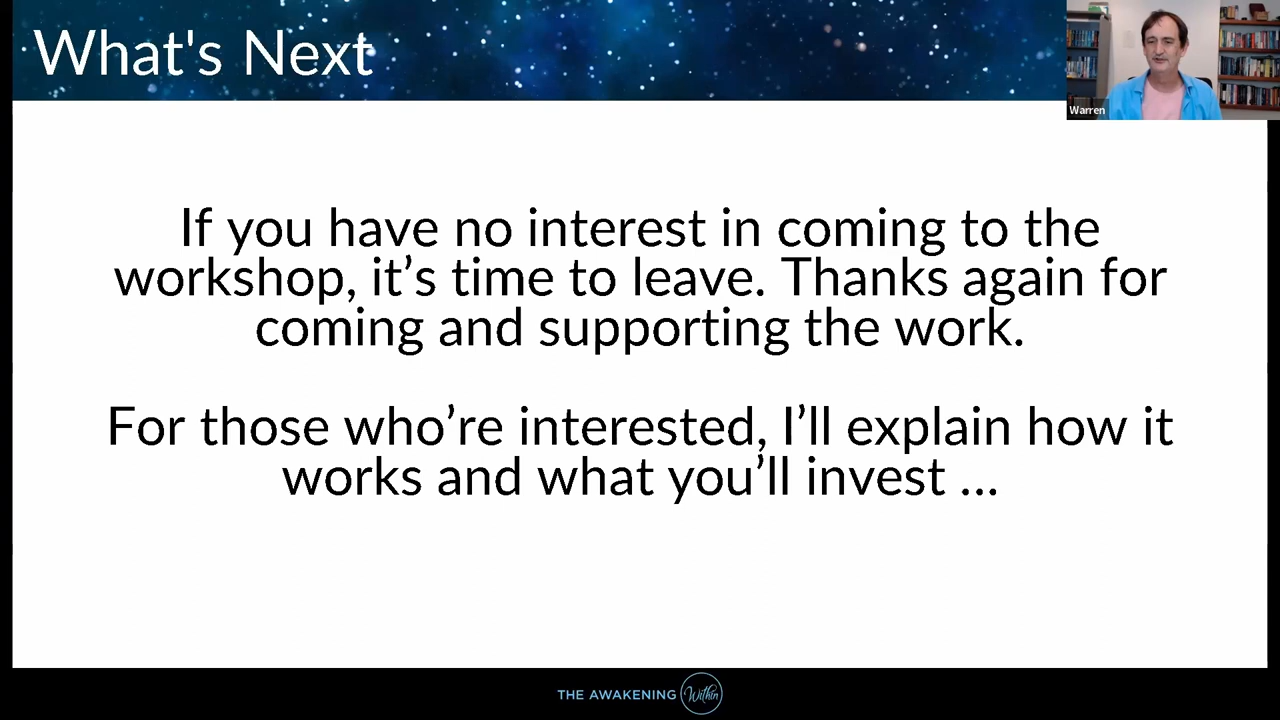 What's Next
Warren
If you have no interest in coming to the
workshop, it’s time to leave. Thanks again for
coming and supporting the work.
For those who’re interested, I’ll explain how it
works and what you’ll invest ...
THE AWAKENING Within